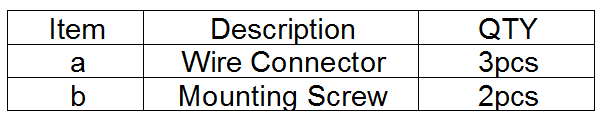 Item Description QTY
a Wire Connector 3pcs
b Mounting Screw 2pcs